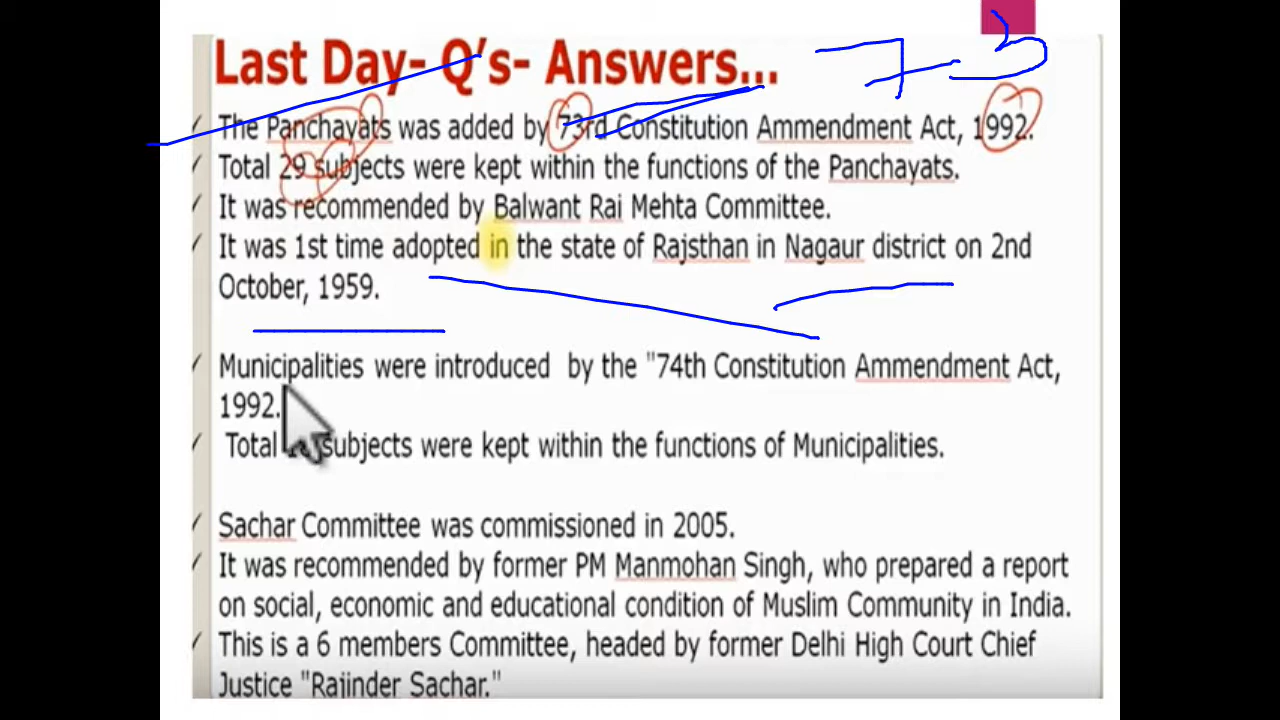 Last Day- Q's- Answers...
7 3
✓ The Panchayats was added by 73rd Constitution Ammendment Act, 1992.
✓ Total 29 subjects were kept within the functions of the Panchayats.
✓ It was recommended by Balwant Rai Mehta Committee.
✓ It was 1st time adopted in the state of Rajsthan in Nagaur district on 2nd
October, 1959.
✓ Municipalities were introduced by the "74th Constitution Ammendment Act,
1992.
✓ Total subjects were kept within the functions of Municipalities.
✓ Sachar Committee was commissioned in 2005.
✓ It was recommended by former PM Manmohan Singh, who prepared a report
on social, economic and educational condition of Muslim Community in India.
✓ This is a 6 members Committee, headed by former Delhi High Court Chief
Justice "Rajinder Sachar."